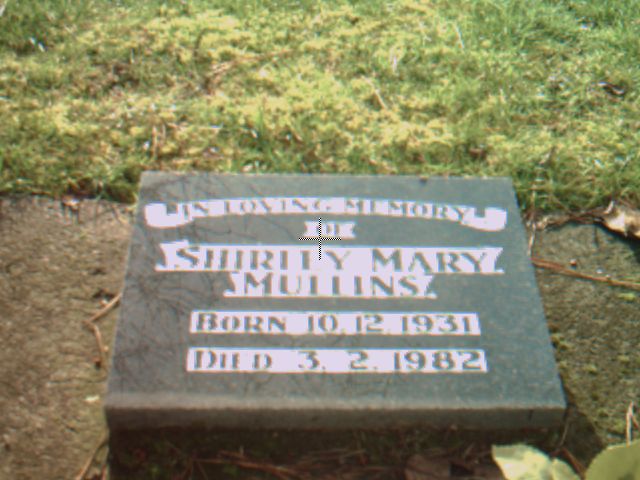 IN LOVING MEMORY
OF
SHIRLEY MARY
MULLINS
BORN 10.12.1931
DIED 3.2.1982